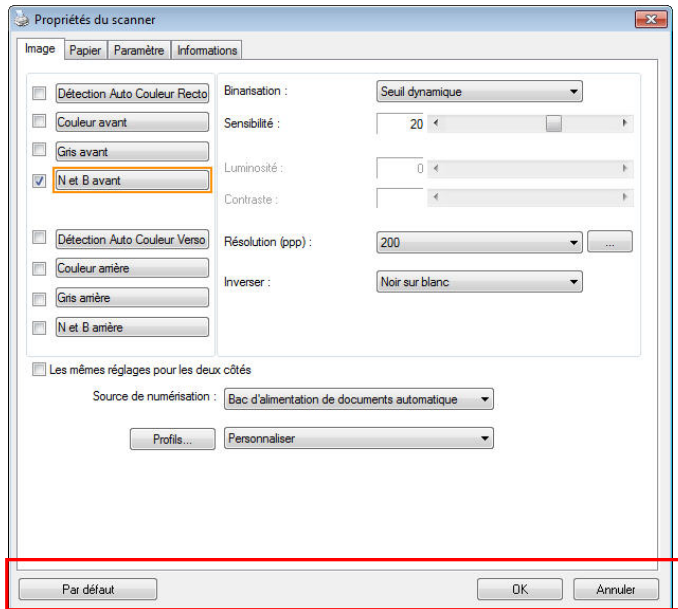 Propriétés du scanner
Image Papier Paramètre Informations
Détection Auto Couleur Recto
Couleur avant
Gris avant
N et B avant
Détection Auto Couleur Verso
Couleur arrière
Gris arrière
N et B arrière
Binarisation : Seuil dynamique
Sensibilité : 20
Luminosité : 0
Contraste :
Résolution (ppp) : 200 ...
Inverser : Noir sur blanc
Les mêmes réglages pour les deux côtés
Source de numérisation : Bac d'alimentation de documents automatique
Profils... Personnaliser
Par défaut OK Annuler